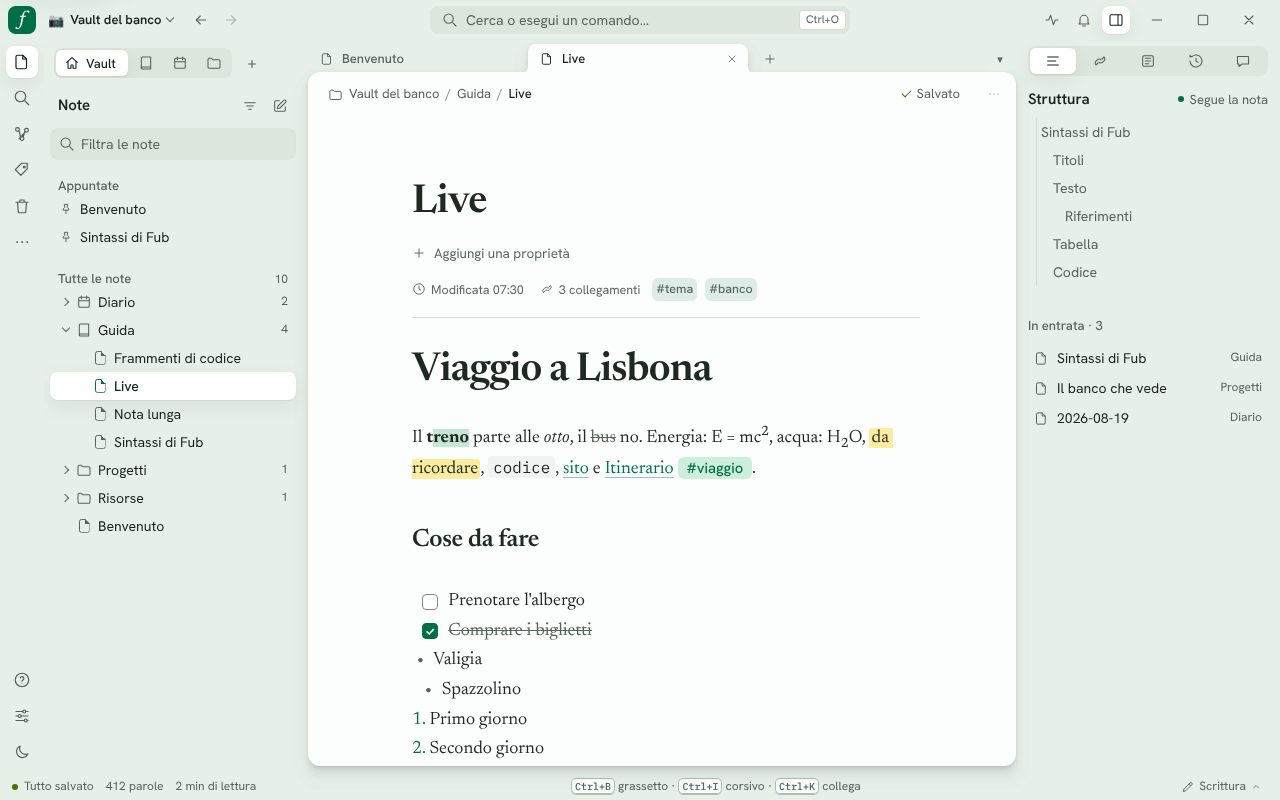 f Vault del banco
Cerca o esegui un comando… Ctrl+O
Vault
Note
Filtra le note
Appuntate
Benvenuto
Sintassi di Fub
Tutte le note 10
Diario 2
Guida 4
Frammenti di codice
Live
Nota lunga
Sintassi di Fub
Progetti 1
Risorse 1
Benvenuto
Benvenuto
Live
Vault del banco / Guida / Live
Salvato
Live
Aggiungi una proprietà
Modificata 07:30 3 collegamenti #tema #banco
Viaggio a Lisbona
Il treno parte alle otto, il bus no. Energia: E = mc², acqua: H₂O, da
ricordare, codice, sito e Itinerario #viaggio.
Cose da fare
Prenotare l'albergo
Comprare i biglietti
• Valigia
• Spazzolino
1. Primo giorno
2. Secondo giorno
Struttura Segue la nota
Sintassi di Fub
Titoli
Testo
Riferimenti
Tabella
Codice
In entrata · 3
Sintassi di Fub Guida
Il banco che vede Progetti
2026-08-19 Diario
Tutto salvato 412 parole 2 min di lettura
Ctrl+B grassetto · Ctrl+I corsivo · Ctrl+K collega
Scrittura